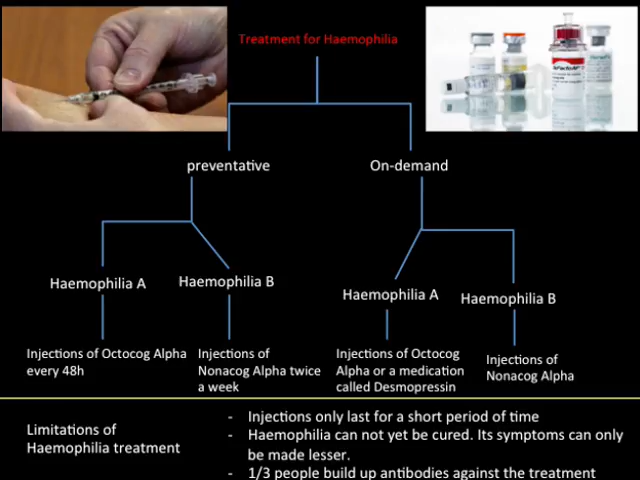 Treatment for Haemophilia
preventative
On-demand
Haemophilia A
Haemophilia B
Haemophilia A
Haemophilia B
Injections of Octocog Alpha
every 48h
Injections of
Nonacog Alpha twice
a week
Injections of Octocog
Alpha or a medication
called Desmopressin
Injections of
Nonacog Alpha
Limitations of
Haemophilia treatment
- Injections only last for a short period of time
- Haemophilia can not yet be cured. Its symptoms can only
be made lesser.
- 1/3 people build up antibodies against the treatment